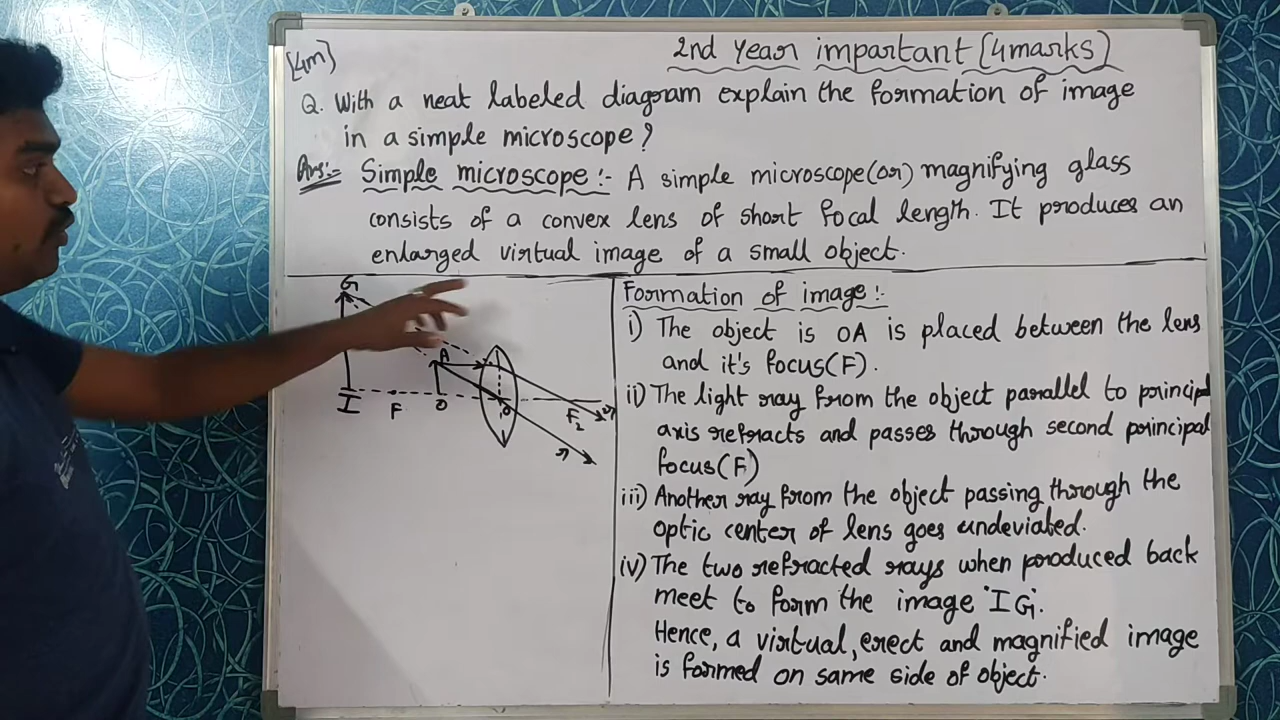 [4m]
2nd Year impartant [4marks]
Q. With a neat labeled diagram explain the formation of image
in a simple microscope?
Ans:- Simple microscope:- A simple microscope(or) magnifying glass
consists of a convex lens of short focal length. It produces an
enlarged virtual image of a small object.
G
A
I
F
O
P
F2
Formation of image:-
i) The object is OA is placed between the lens
and it's focus(F).
ii) The light ray from the object parallel to principal
axis refracts and passes through second principal
focus(F)
iii) Another ray from the object passing through the
optic center of lens goes undeviated.
iv) The two refracted rays when produced back
meet to form the image 'IG'.
Hence, a virtual, erect and magnified image
is formed on same side of object.